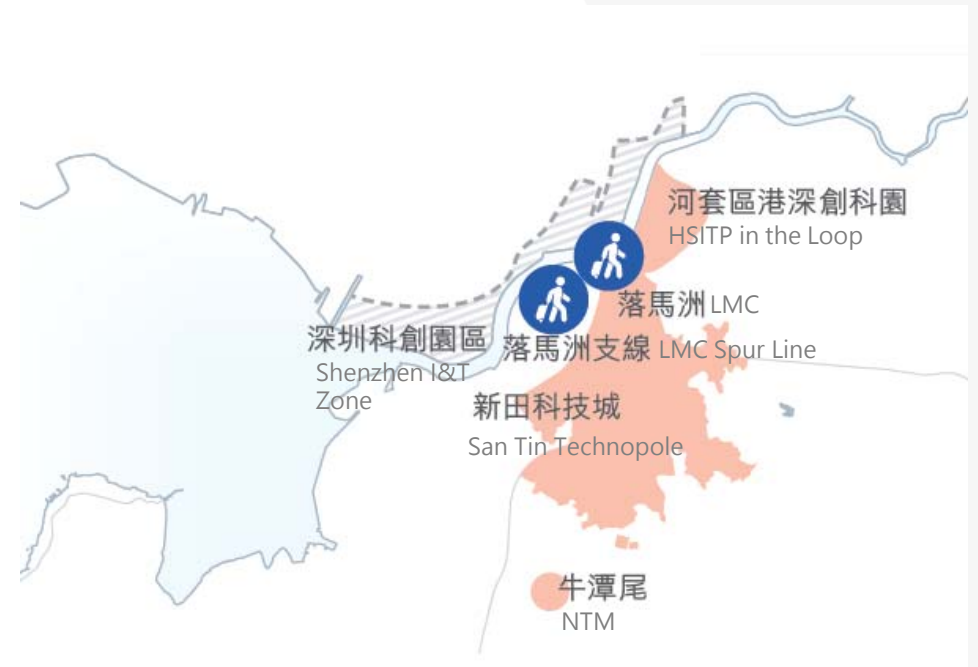 河套區港深創科園
HSITP in the Loop
落馬洲 LMC
深圳科創園區
Shenzhen I&T
Zone
落馬洲支線 LMC Spur Line
新田科技城
San Tin Technopole
牛潭尾
NTM